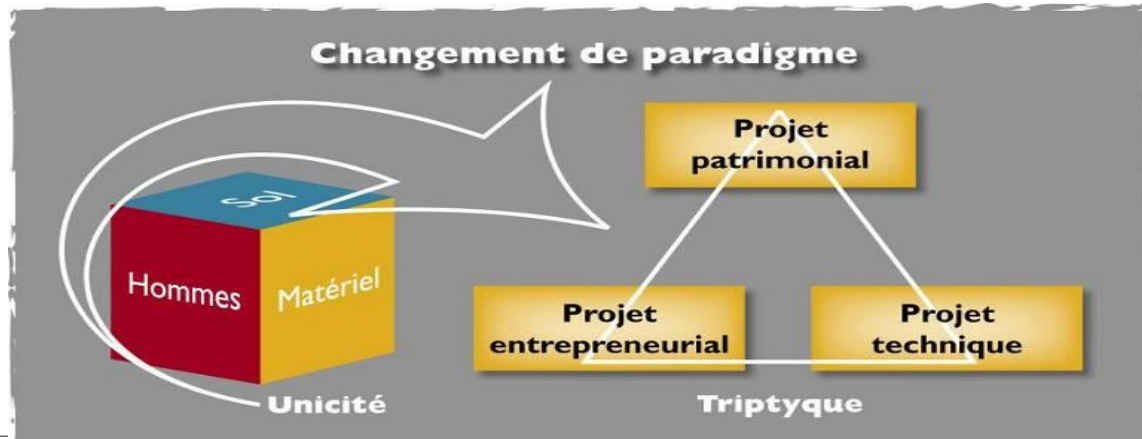 Changement de paradigme
Sol
Hommes
Matériel
Unicité
Projet
patrimonial
Projet
entrepreneurial
Projet
technique
Triptyque